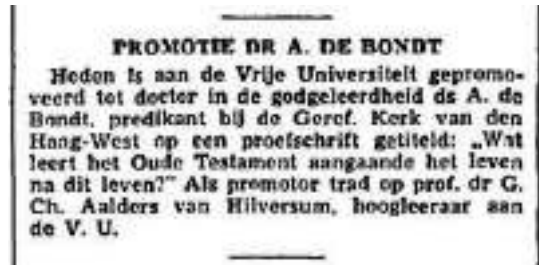 PROMOTIE DR A. DE BONDT
Heden is aan de Vrije Universiteit gepromo-
veerd tot doctor in de godgeleerdheid ds A. de
Bondt, predikant bij de Geref. Kerk van den
Haag-West op een proefschrift getiteld: „Wat
leert het Oude Testament aangaande het leven
na dit leven?" Als promotor trad op prof. dr G.
Ch. Aalders van Hilversum, hoogleeraar aan
de V. U.